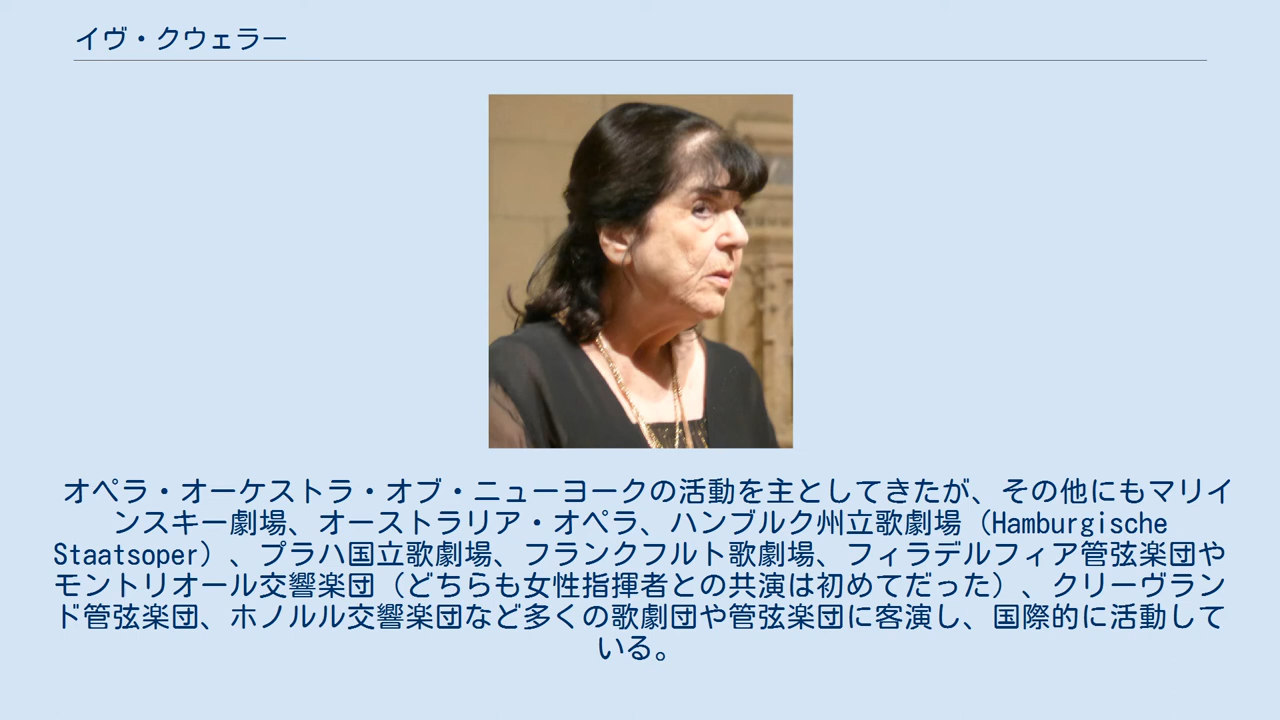 イヴ・クウェラー
オペラ・オーケストラ・オブ・ニューヨークの活動を主としてきたが、その他にもマリイ
ンスキー劇場、オーストラリア・オペラ、ハンブルク州立歌劇場（Hamburgische
Staatsoper）、プラハ国立歌劇場、フランクフルト歌劇場、フィラデルフィア管弦楽団や
モントリオール交響楽団（どちらも女性指揮者との共演は初めてだった）、クリーヴラン
ド管弦楽団、ホノルル交響楽団など多くの歌劇団や管弦楽団に客演し、国際的に活動して
いる。